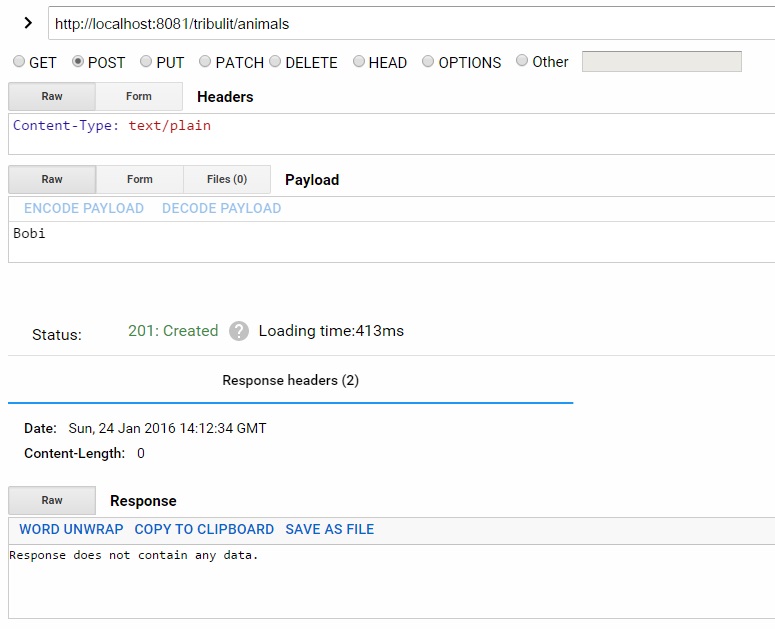 http://localhost:8081/tribulit/animals
GET POST PUT PATCH DELETE HEAD OPTIONS Other
Raw Form Headers
Content-Type: text/plain
Raw Form Files (0) Payload
ENCODE PAYLOAD DECODE PAYLOAD
Bobi
Status: 201: Created ? Loading time:413ms
Response headers (2)
Date: Sun, 24 Jan 2016 14:12:34 GMT
Content-Length: 0
Raw Response
WORD UNWRAP COPY TO CLIPBOARD SAVE AS FILE
Response does not contain any data.